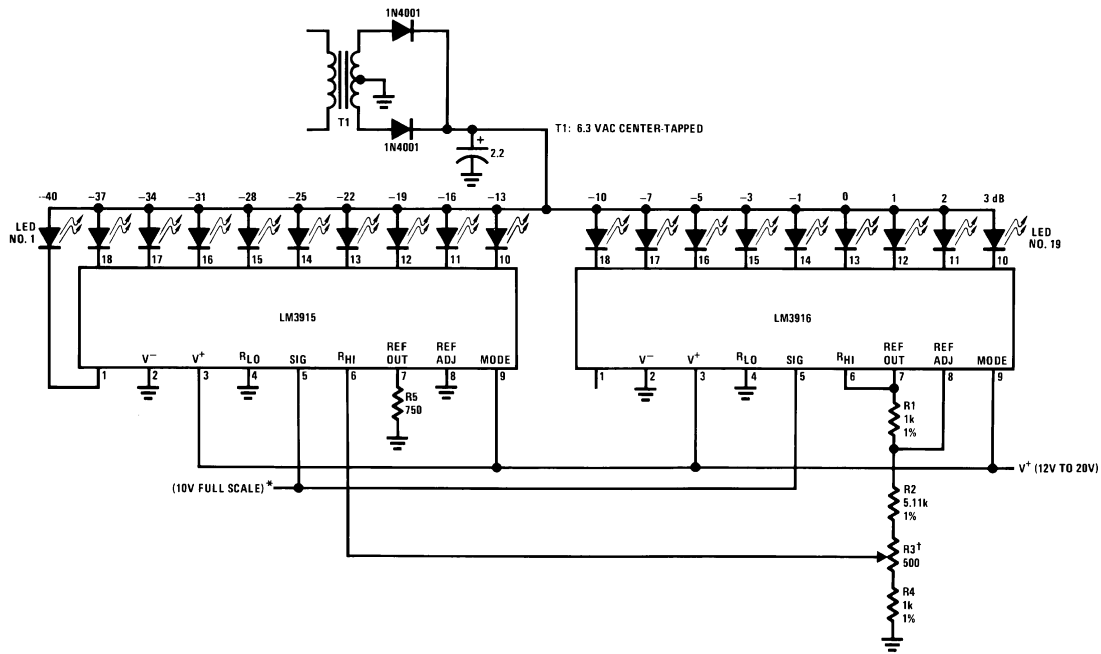 1N4001
T1
1N4001
+
2.2
T1: 6.3 VAC CENTER-TAPPED
–40 –37 –34 –31 –28 –25 –22 –19 –16 –13 –10 –7 –5 –3 –1 0 1 2 3 dB
LED NO. 1
LED NO. 19
18 17 16 15 14 13 12 11 10
18 17 16 15 14 13 12 11 10
LM3915
LM3916
V– V+ RLO SIG RHI REF OUT REF ADJ MODE
1 2 3 4 5 6 7 8 9
V– V+ RLO SIG RHI REF OUT REF ADJ MODE
1 2 3 4 5 6 7 8 9
R5
750
R1
1k
1%
V+ (12V TO 20V)
(10V FULL SCALE)*
R2
5.11k
1%
R3†
500
R4
1k
1%